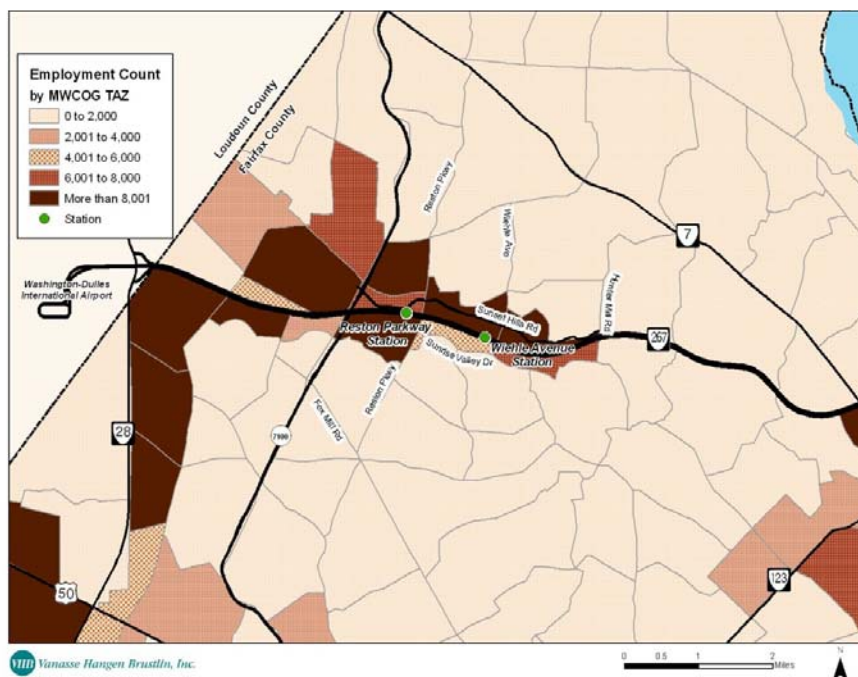 Employment Count
by MWCOG TAZ
0 to 2,000
2,001 to 4,000
4,001 to 6,000
6,001 to 8,000
More than 8,001
Station
Loudoun County
Fairfax County
Reston Pkwy
Wiehle Ave
7
Washington-Dulles
International Airport
Hunter Mill Rd
Sunset Hills Rd
Reston Parkway
Station
Wiehle Avenue
Station
267
Sunrise Valley Dr
Reston Pkwy
Fox Mill Rd
28
7100
50
123
VHB Vanasse Hangen Brustlin, Inc.
0 0.5 1 2
Miles
N